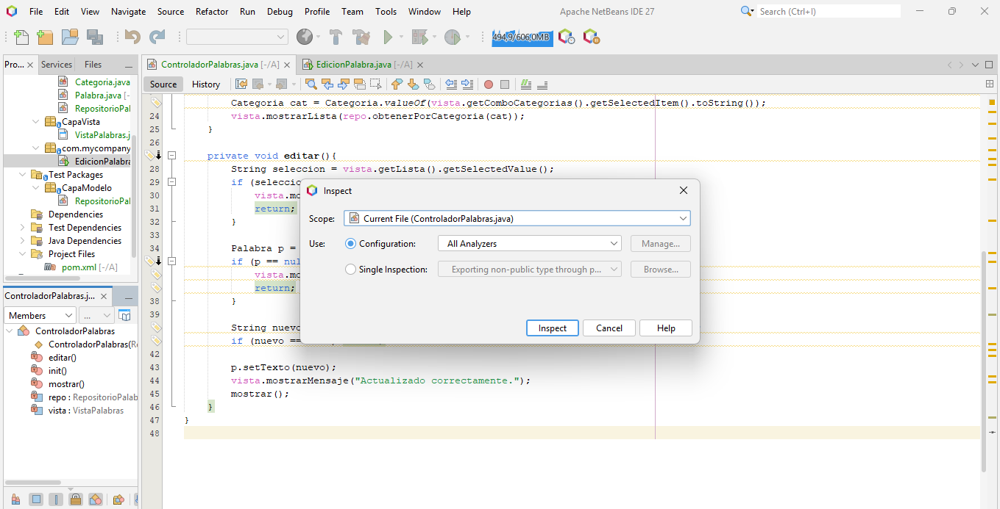 File Edit View Navigate Source Refactor Run Debug Profile Team Tools Window Help
Apache NetBeans IDE 27
Search (Ctrl+I)
494,9/606,0MB
Pro... Services Files
ControladorPalabras.java [-/A]
EdicionPalabra.java [-/A]
Source History
Categoria.java
Palabra.java [-
RepositorioPal
CapaVista
VistaPalabras.j
com.mycompany
EdicionPalabra
Test Packages
CapaModelo
RepositorioPal
Dependencies
Test Dependencies
Java Dependencies
Project Files
pom.xml [-/A]
ControladorPalabras.j...
Members
...
ControladorPalabras
ControladorPalabras(Re
editar()
init()
mostrar()
repo : RepositorioPalab
vista : VistaPalabras
Categoria cat = Categoria.valueOf(vista.getComboCategorias().getSelectedItem().toString());
24 vista.mostrarLista(repo.obtenerPorCategoria(cat));
25 }
26
private void editar(){
28 String seleccion = vista.getLista().getSelectedValue();
29 if (seleccio
30 vista.mo
31 return;
32 }
33
34 Palabra p =
if (p == nul
vista.mo
return;
38 }
39
String nuevo
if (nuevo ==
42
43 p.setTexto(nuevo);
44 vista.mostrarMensaje("Actualizado correctamente.");
45 mostrar();
46 }
47 }
48
Inspect
Scope: Current File (ControladorPalabras.java)
Use: Configuration: All Analyzers Manage...
Single Inspection: Exporting non-public type through p... Browse...
Inspect Cancel Help